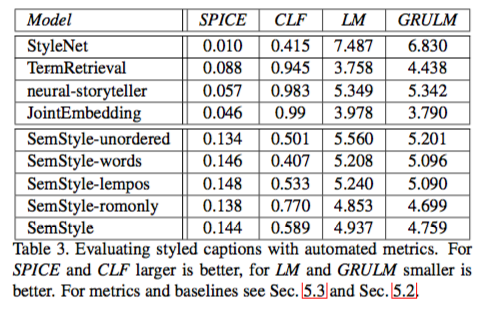 Model SPICE CLF LM GRULM
StyleNet 0.010 0.415 7.487 6.830
TermRetrieval 0.088 0.945 3.758 4.438
neural-storyteller 0.057 0.983 5.349 5.342
JointEmbedding 0.046 0.99 3.978 3.790
SemStyle-unordered 0.134 0.501 5.560 5.201
SemStyle-words 0.146 0.407 5.208 5.096
SemStyle-lempos 0.148 0.533 5.240 5.090
SemStyle-romonly 0.138 0.770 4.853 4.699
SemStyle 0.144 0.589 4.937 4.759
Table 3. Evaluating styled captions with automated metrics. For
SPICE and CLF larger is better, for LM and GRULM smaller is
better. For metrics and baselines see Sec. 5.3 and Sec. 5.2.